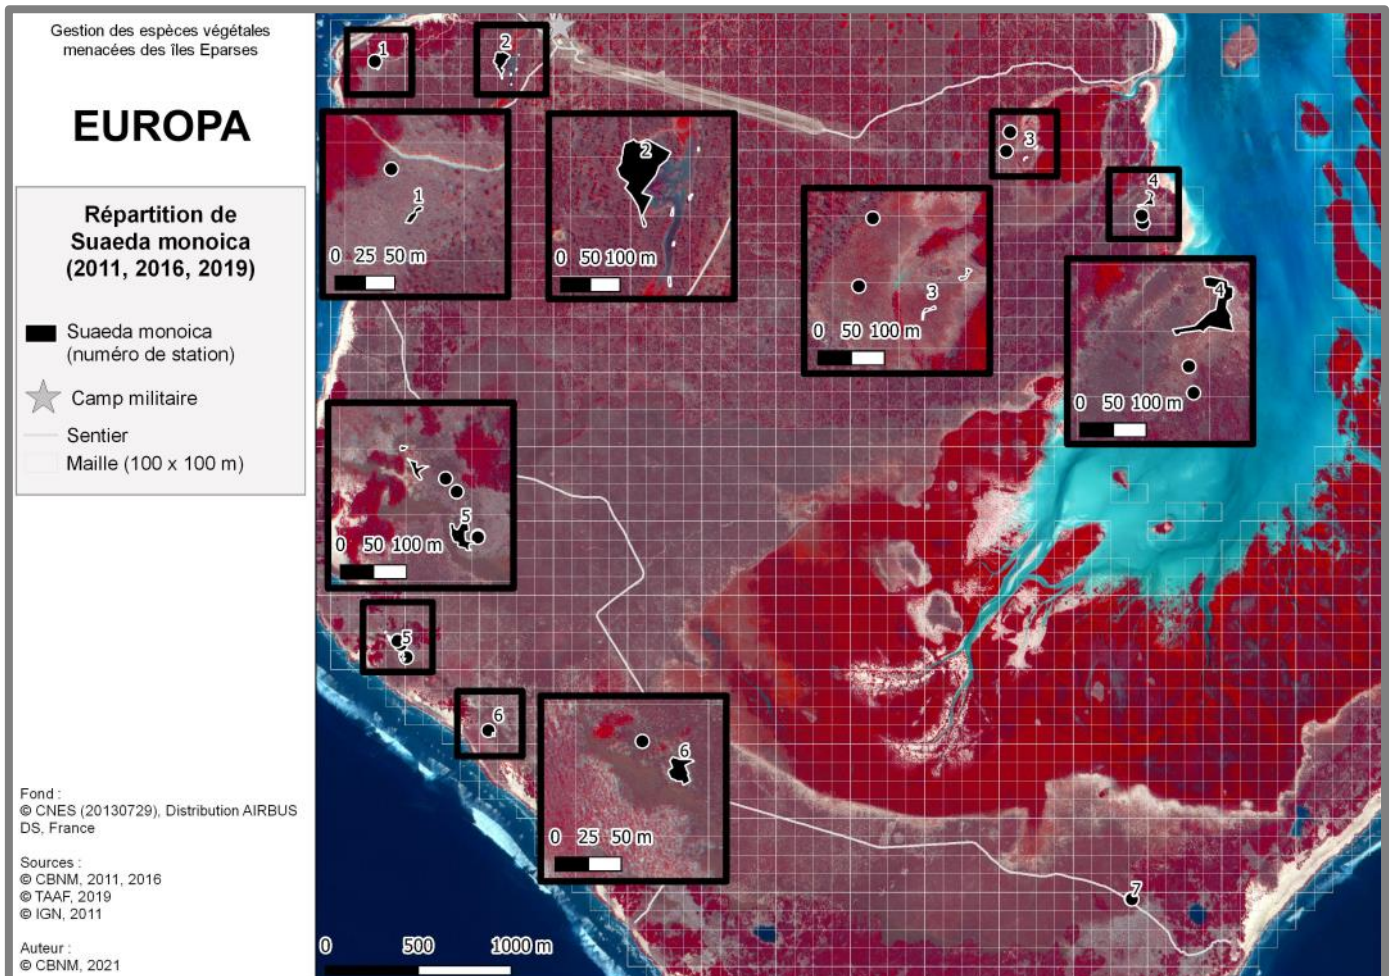 Gestion des espèces végétales
menacées des îles Eparses
EUROPA
Répartition de
Suaeda monoica
(2011, 2016, 2019)
Suaeda monoica
(numéro de station)
Camp militaire
Sentier
Maille (100 x 100 m)
Fond :
© CNES (20130729), Distribution AIRBUS
DS, France
Sources :
© CBNM, 2011, 2016
© TAAF, 2019
© IGN, 2011
Auteur :
© CBNM, 2021
1
2
3
4
1
0 25 50 m
2
0 50 100 m
3
0 50 100 m
4
0 50 100 m
5
0 50 100 m
5
6
6
0 25 50 m
7
0 500 1000 m